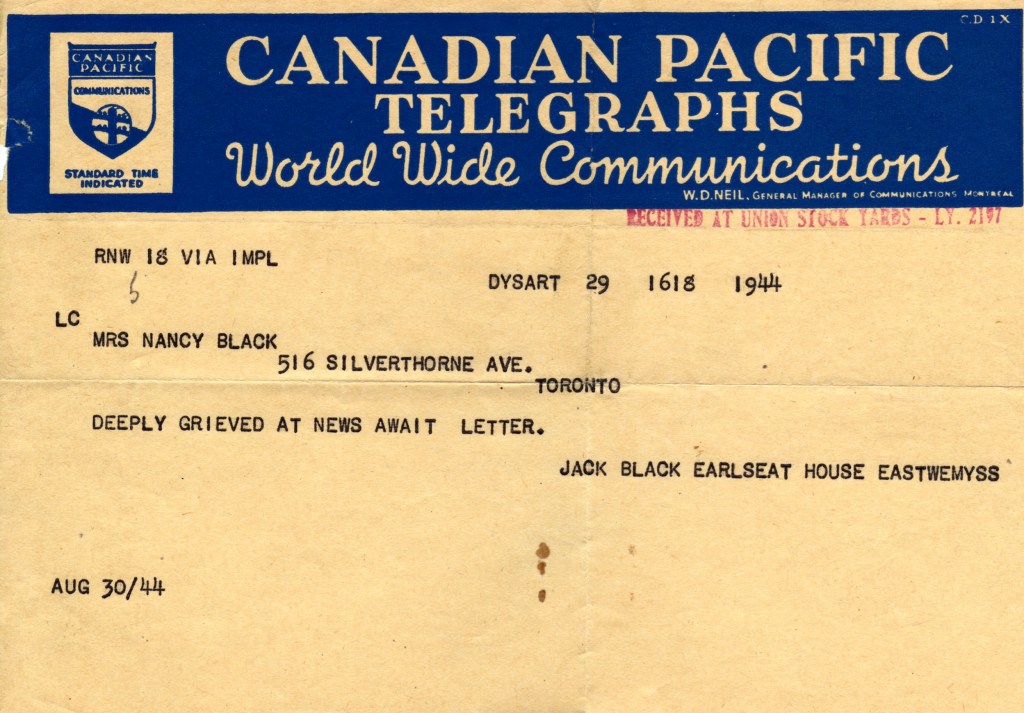 C.D. 1X
CANADIAN PACIFIC
TELEGRAPHS
World Wide Communications
W.D. NEIL, GENERAL MANAGER OF COMMUNICATIONS MONTREAL
CANADIAN
PACIFIC
COMMUNICATIONS
STANDARD TIME
INDICATED
RECEIVED AT UNION STOCK YARDS - LY. 2197
RNW 18 VIA IMPL
DYSART 29 1618 1944
5
LC
MRS NANCY BLACK
516 SILVERTHORNE AVE.
TORONTO
DEEPLY GRIEVED AT NEWS AWAIT LETTER.
JACK BLACK EARLSEAT HOUSE EASTWEMYSS
AUG 30/44